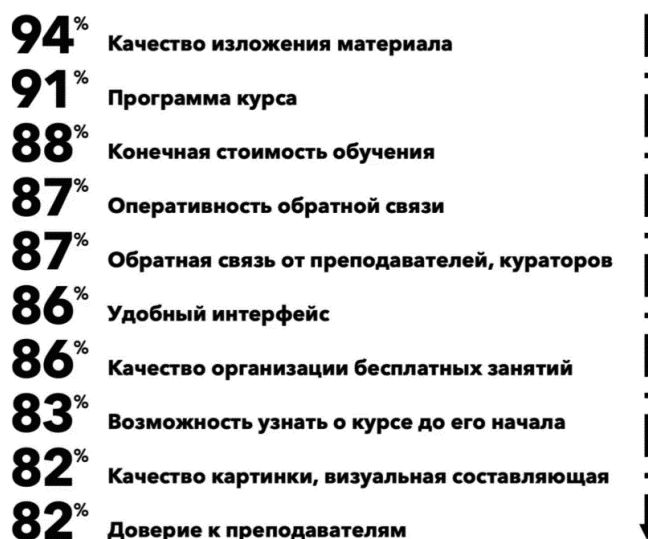 94% Качество изложения материала
91% Программа курса
88% Конечная стоимость обучения
87% Оперативность обратной связи
87% Обратная связь от преподавателей, кураторов
86% Удобный интерфейс
86% Качество организации бесплатных занятий
83% Возможность узнать о курсе до его начала
82% Качество картинки, визуальная составляющая
82% Доверие к преподавателям